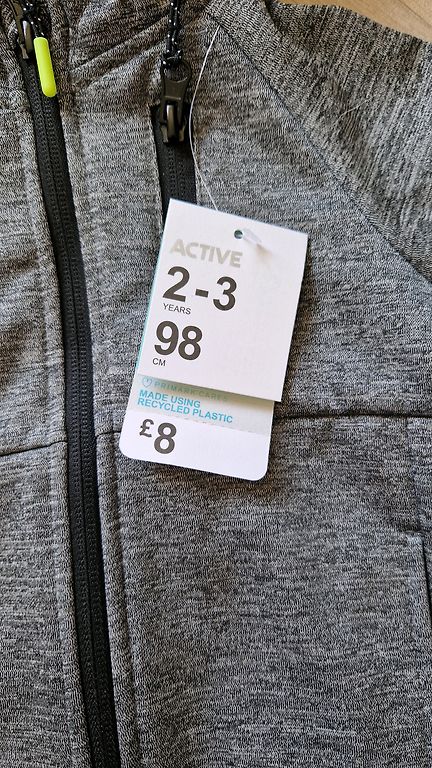 ACTIVE
2-3
YEARS
98
CM
PRIMARK CARES
MADE USING
RECYCLED PLASTIC
£8